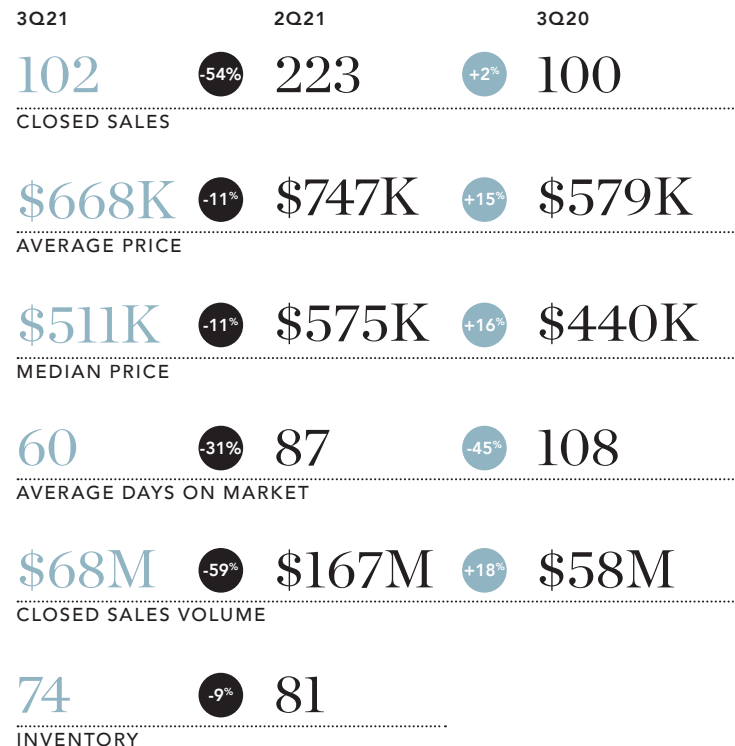 3Q21 2Q21 3Q20
102 -54% 223 +2% 100
CLOSED SALES
$668K -11% $747K +15% $579K
AVERAGE PRICE
$511K -11% $575K +16% $440K
MEDIAN PRICE
60 -31% 87 -45% 108
AVERAGE DAYS ON MARKET
$68M -59% $167M +18% $58M
CLOSED SALES VOLUME
74 -9% 81
INVENTORY